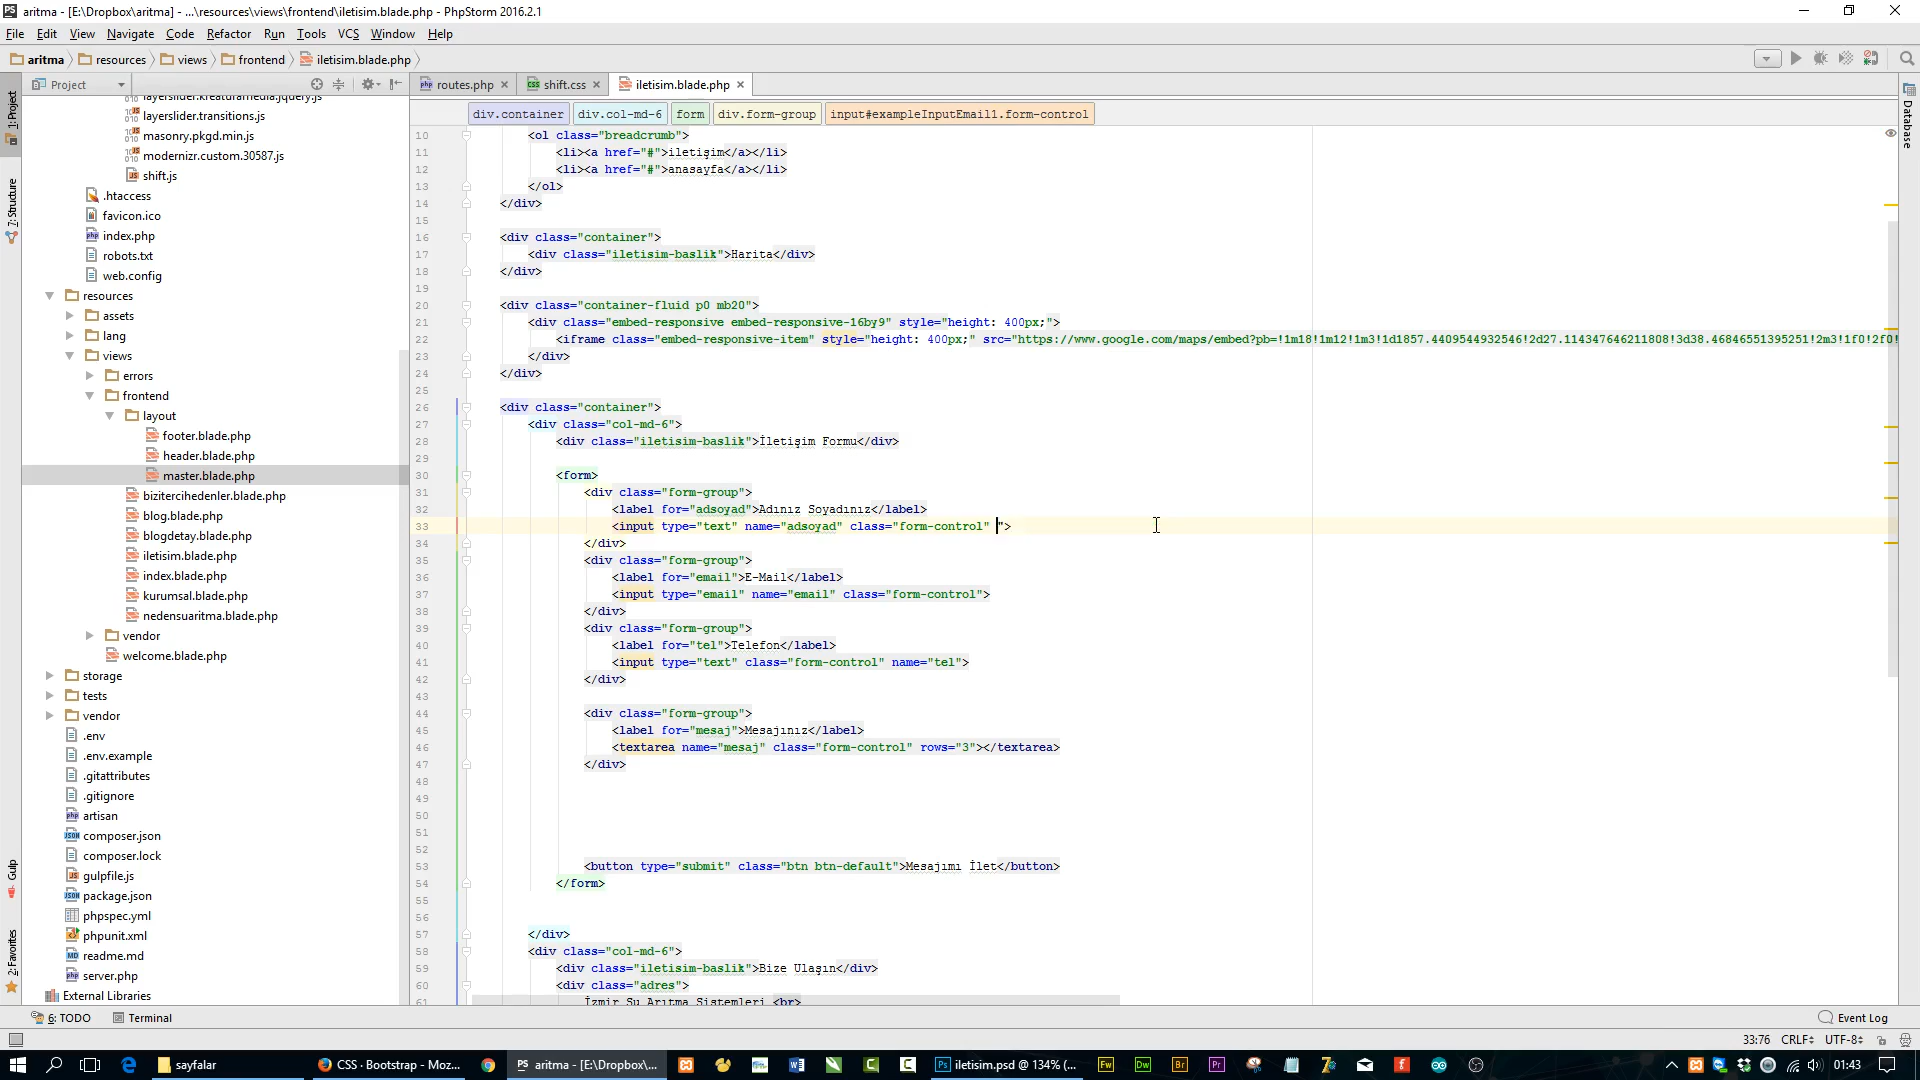 aritma - [E:\Dropbox\aritma] - ...\resources\views\frontend\iletisim.blade.php - PhpStorm 2016.2.1
File Edit View Navigate Code Refactor Run Tools VCS Window Help
aritma resources views frontend iletisim.blade.php
Project
routes.php
shift.css
iletisim.blade.php
1: Project
7: Structure
Gulp
2: Favorites
Database
layerslider.kreaturamedia.jquery.js
layerslider.transitions.js
masonry.pkgd.min.js
modernizr.custom.30587.js
shift.js
.htaccess
favicon.ico
index.php
robots.txt
web.config
resources
assets
lang
views
errors
frontend
layout
footer.blade.php
header.blade.php
master.blade.php
bizitercihedenler.blade.php
blog.blade.php
blogdetay.blade.php
iletisim.blade.php
index.blade.php
kurumsal.blade.php
nedensuaritma.blade.php
vendor
welcome.blade.php
storage
tests
vendor
.env
.env.example
.gitattributes
.gitignore
artisan
composer.json
composer.lock
gulpfile.js
package.json
phpspec.yml
phpunit.xml
readme.md
server.php
External Libraries
div.container div.col-md-6 form div.form-group input#exampleInputEmail1.form-control
10 <ol class="breadcrumb">
11 <li><a href="#">iletişim</a></li>
12 <li><a href="#">anasayfa</a></li>
13 </ol>
14 </div>
15
16 <div class="container">
17 <div class="iletisim-baslik">Harita</div>
18 </div>
19
20 <div class="container-fluid p0 mb20">
21 <div class="embed-responsive embed-responsive-16by9" style="height: 400px;">
22 <iframe class="embed-responsive-item" style="height: 400px;" src="https://www.google.com/maps/embed?pb=!1m18!1m12!1m3!1d1857.4409544932546!2d27.114347646211808!3d38.46846551395251!2m3!1f0!2f0!
23 </div>
24 </div>
25
26 <div class="container">
27 <div class="col-md-6">
28 <div class="iletisim-baslik">İletişim Formu</div>
29
30 <form>
31 <div class="form-group">
32 <label for="adsoyad">Adınız Soyadınız</label>
33 <input type="text" name="adsoyad" class="form-control" ">
34 </div>
35 <div class="form-group">
36 <label for="email">E-Mail</label>
37 <input type="email" name="email" class="form-control">
38 </div>
39 <div class="form-group">
40 <label for="tel">Telefon</label>
41 <input type="text" class="form-control" name="tel">
42 </div>
43
44 <div class="form-group">
45 <label for="mesaj">Mesajınız</label>
46 <textarea name="mesaj" class="form-control" rows="3"></textarea>
47 </div>
48
49
50
51
52
53 <button type="submit" class="btn btn-default">Mesajımı İlet</button>
54 </form>
55
56
57 </div>
58 <div class="col-md-6">
59 <div class="iletisim-baslik">Bize Ulaşın</div>
60 <div class="adres">
61 İzmir Su Arıtma Sistemleri <br>
6: TODO Terminal Event Log
33:76 CRLF UTF-8
sayfalar
CSS · Bootstrap - Moz...
aritma - [E:\Dropbox\...
iletisim.psd @ 134% (...
01:43